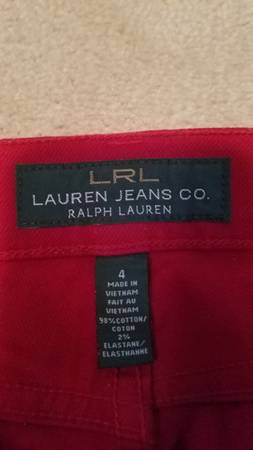 LRL
LAUREN JEANS CO.
RALPH LAUREN
4
MADE IN
VIETNAM
FAIT AU
VIETNAM
98% COTTON/
COTON
2%
ELASTANE/
ELASTHANNE